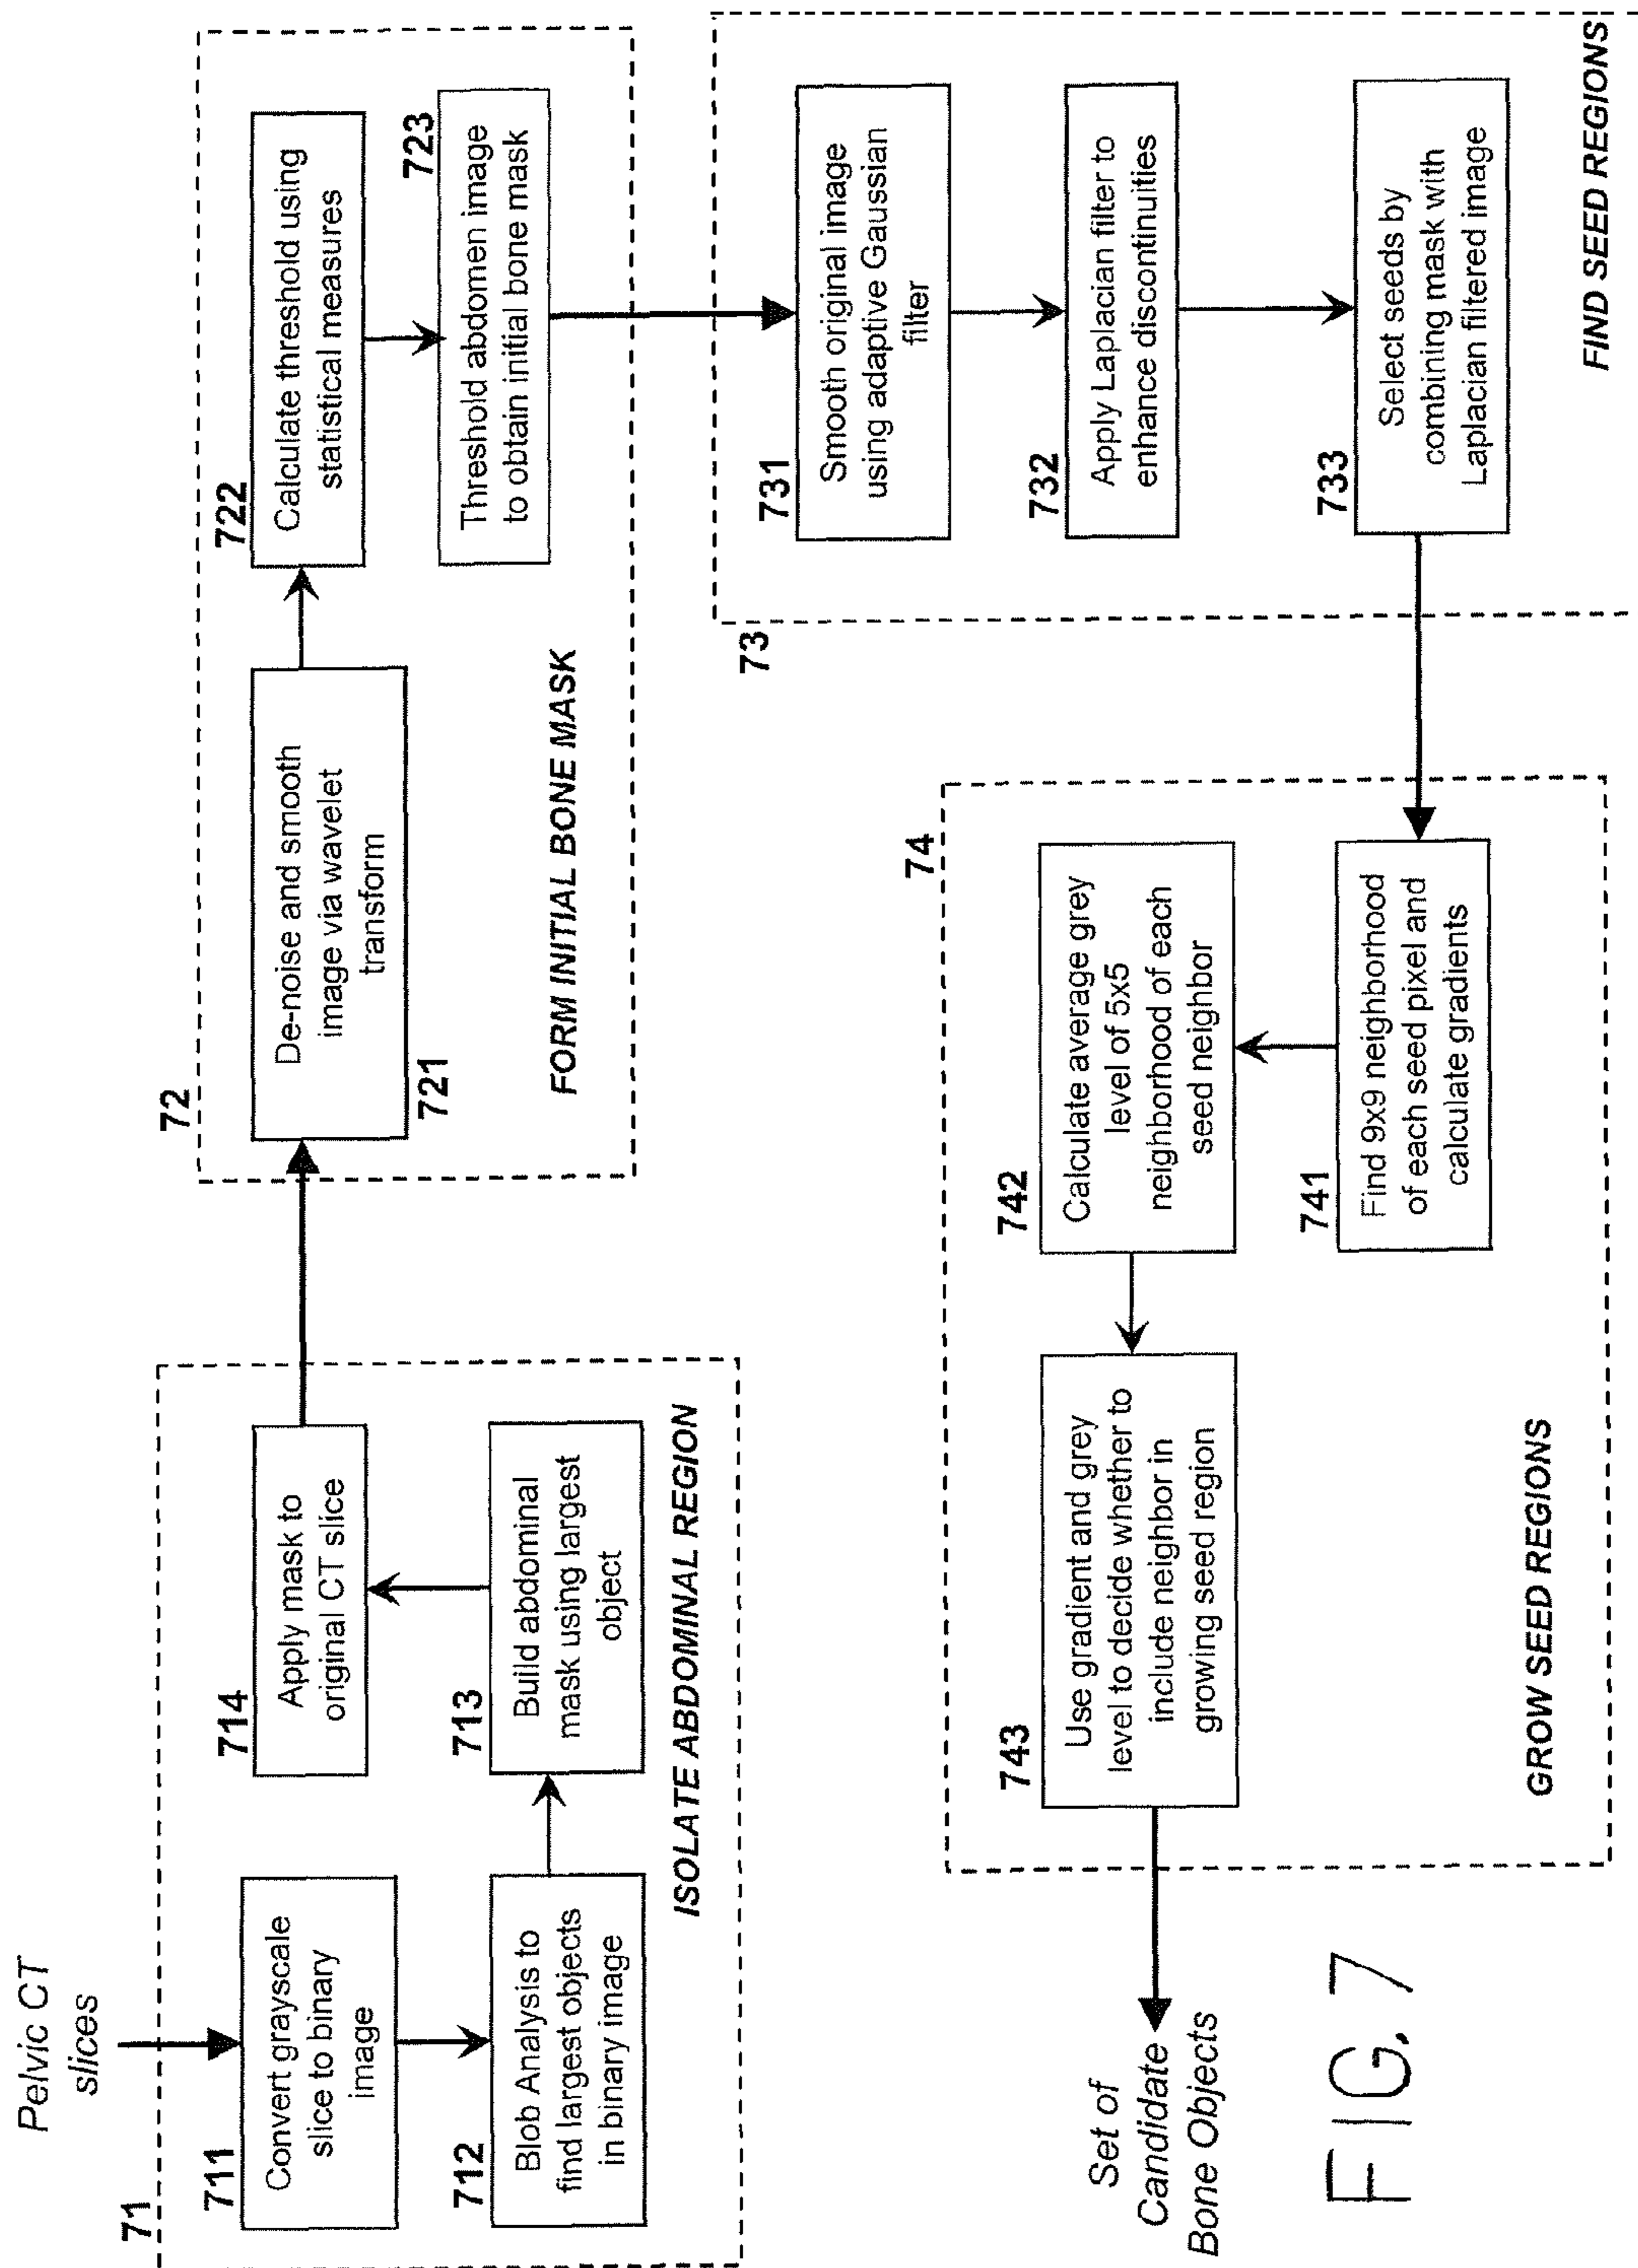 Pelvic CT
slices
71
711
Convert grayscale
slice to binary
image
712
Blob Analysis to
find largest objects
in binary image
713
Build abdominal
mask using largest
object
714
Apply mask to
original CT slice
ISOLATE ABDOMINAL REGION
72
De-noise and smooth
image via wavelet
transform
721
722
Calculate threshold using
statistical measures
723
Threshold abdomen image
to obtain initial bone mask
FORM INITIAL BONE MASK
73
731
Smooth original image
using adaptive Gaussian
filter
732
Apply Laplacian filter to
enhance discontinuities
733
Select seeds by
combining mask with
Laplacian filtered image
FIND SEED REGIONS
74
741
Find 9x9 neighborhood
of each seed pixel and
calculate gradients
742
Calculate average grey
level of 5x5
neighborhood of each
seed neighbor
743
Use gradient and grey
level to decide whether to
include neighbor in
growing seed region
GROW SEED REGIONS
Set of
Candidate
Bone Objects
FIG. 7